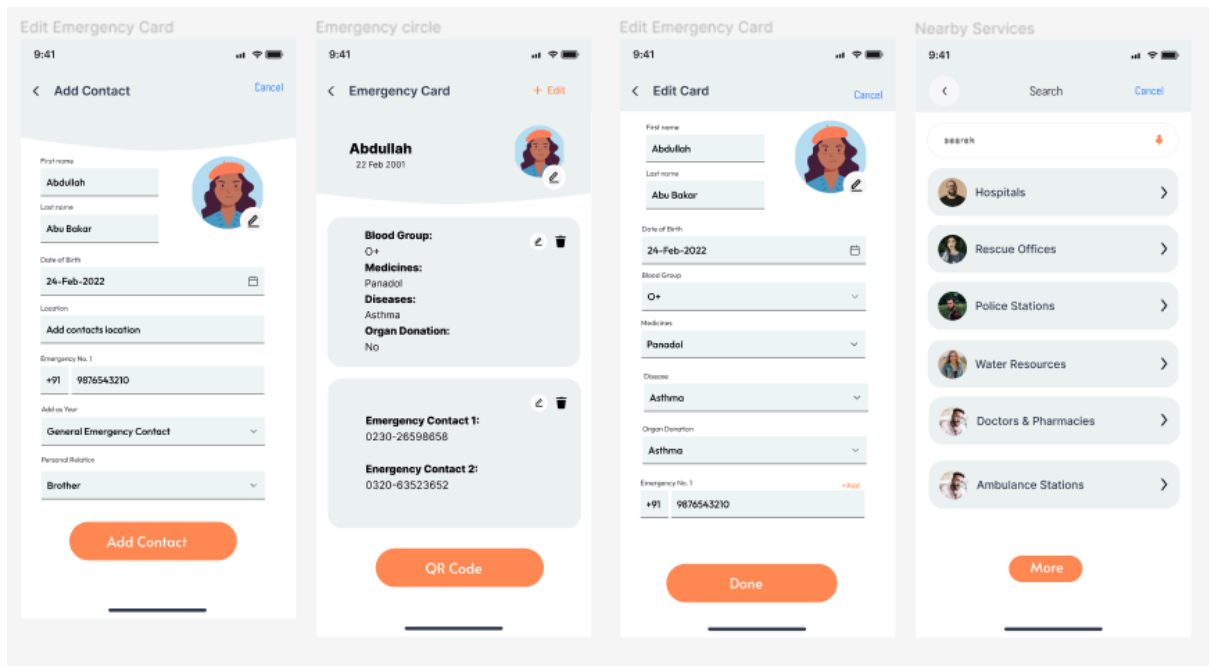 Edit Emergency Card
9:41
Add Contact
Cancel
First name
Abdullah
Last name
Abu Bakar
Date of Birth
24-Feb-2022
Location
Add contacts location
Emergency No. 1
+91 9876543210
Add as Your
General Emergency Contact
Personal Relation
Brother
Add Contact
Emergency circle
9:41
Emergency Card
+ Edit
Abdullah
22 Feb 2001
Blood Group:
O+
Medicines:
Panadol
Diseases:
Asthma
Organ Donation:
No
Emergency Contact 1:
0230-26598658
Emergency Contact 2:
0320-63523652
QR Code
Edit Emergency Card
9:41
Edit Card
Cancel
First name
Abdullah
Last name
Abu Bakar
Date of Birth
24-Feb-2022
Blood Group
O+
Medicines
Panadol
Disease
Asthma
Organ Donation
Asthma
Emergency No. 1
+Add
+91 9876543210
Done
Nearby Services
9:41
Search
Cancel
search
Hospitals
Rescue Offices
Police Stations
Water Resources
Doctors & Pharmacies
Ambulance Stations
More